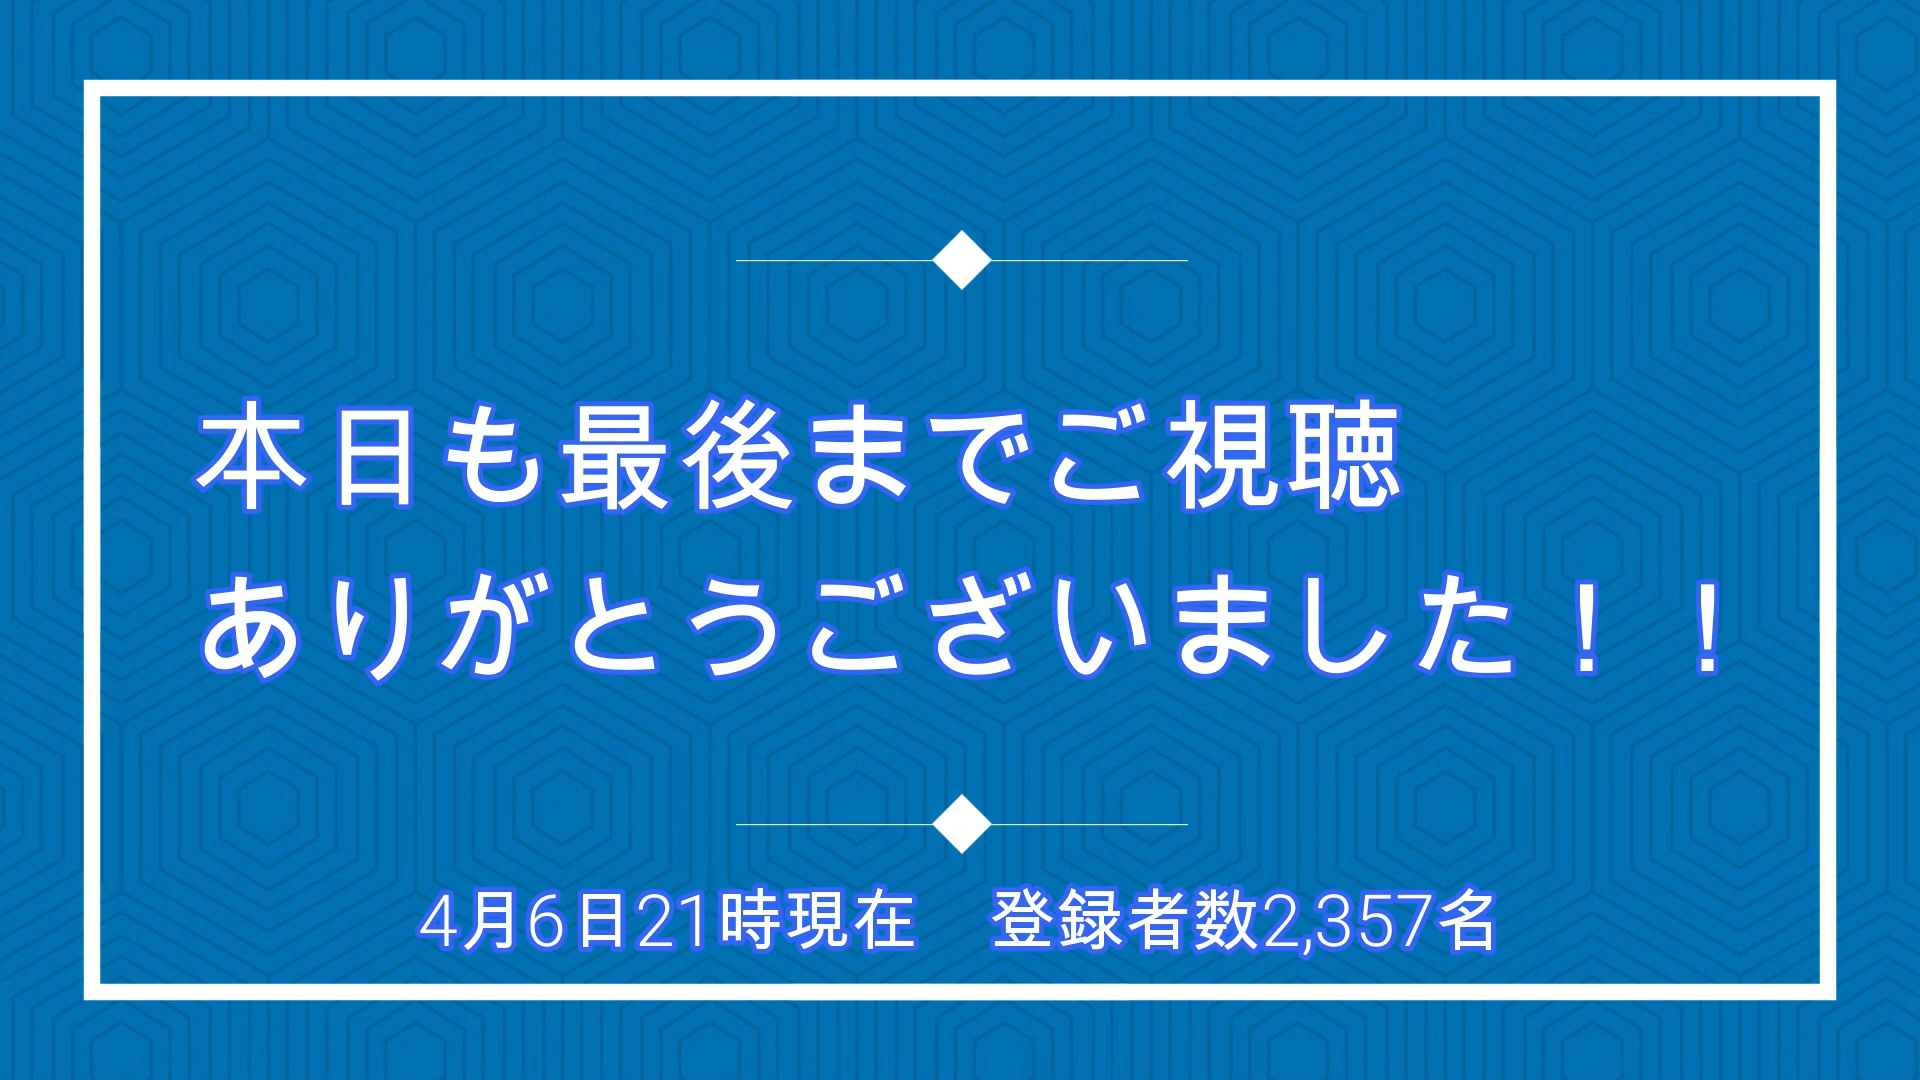 本日も最後までご視聴
ありがとうございました！！
4月6日21時現在　登録者数2,357名